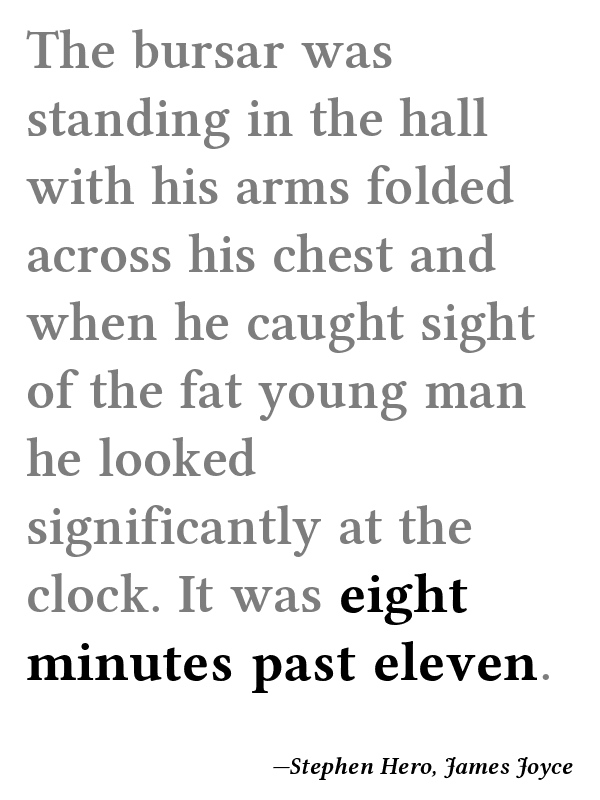 The bursar was
standing in the hall
with his arms folded
across his chest and
when he caught sight
of the fat young man
he looked
significantly at the
clock. It was eight
minutes past eleven.
—Stephen Hero, James Joyce